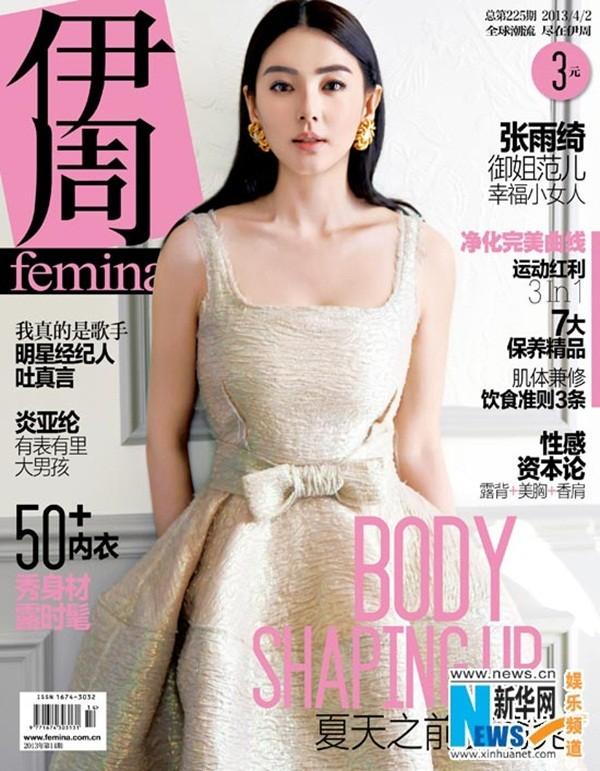 伊周
femina
总第225期 2013/4/2
全球潮流 尽在伊周
3元
张雨绮
御姐范儿
幸福小女人
净化完美曲线
运动红利
3 In 1
7大
保养精品
肌体兼修
饮食准则3条
性感
资本论
露背+美胸+香肩
我真的是歌手
明星经纪人
吐真言
炎亚纶
有表有里
大男孩
50+
内衣
秀身材
露时髦
BODY
SHAPING UP
夏天之前
ISSN 1674-3032
14
9 771674 303131
www.femina.com.cn
2013年第14期
www.news.cn
新华网
News
www.xinhuanet.com
娱乐频道